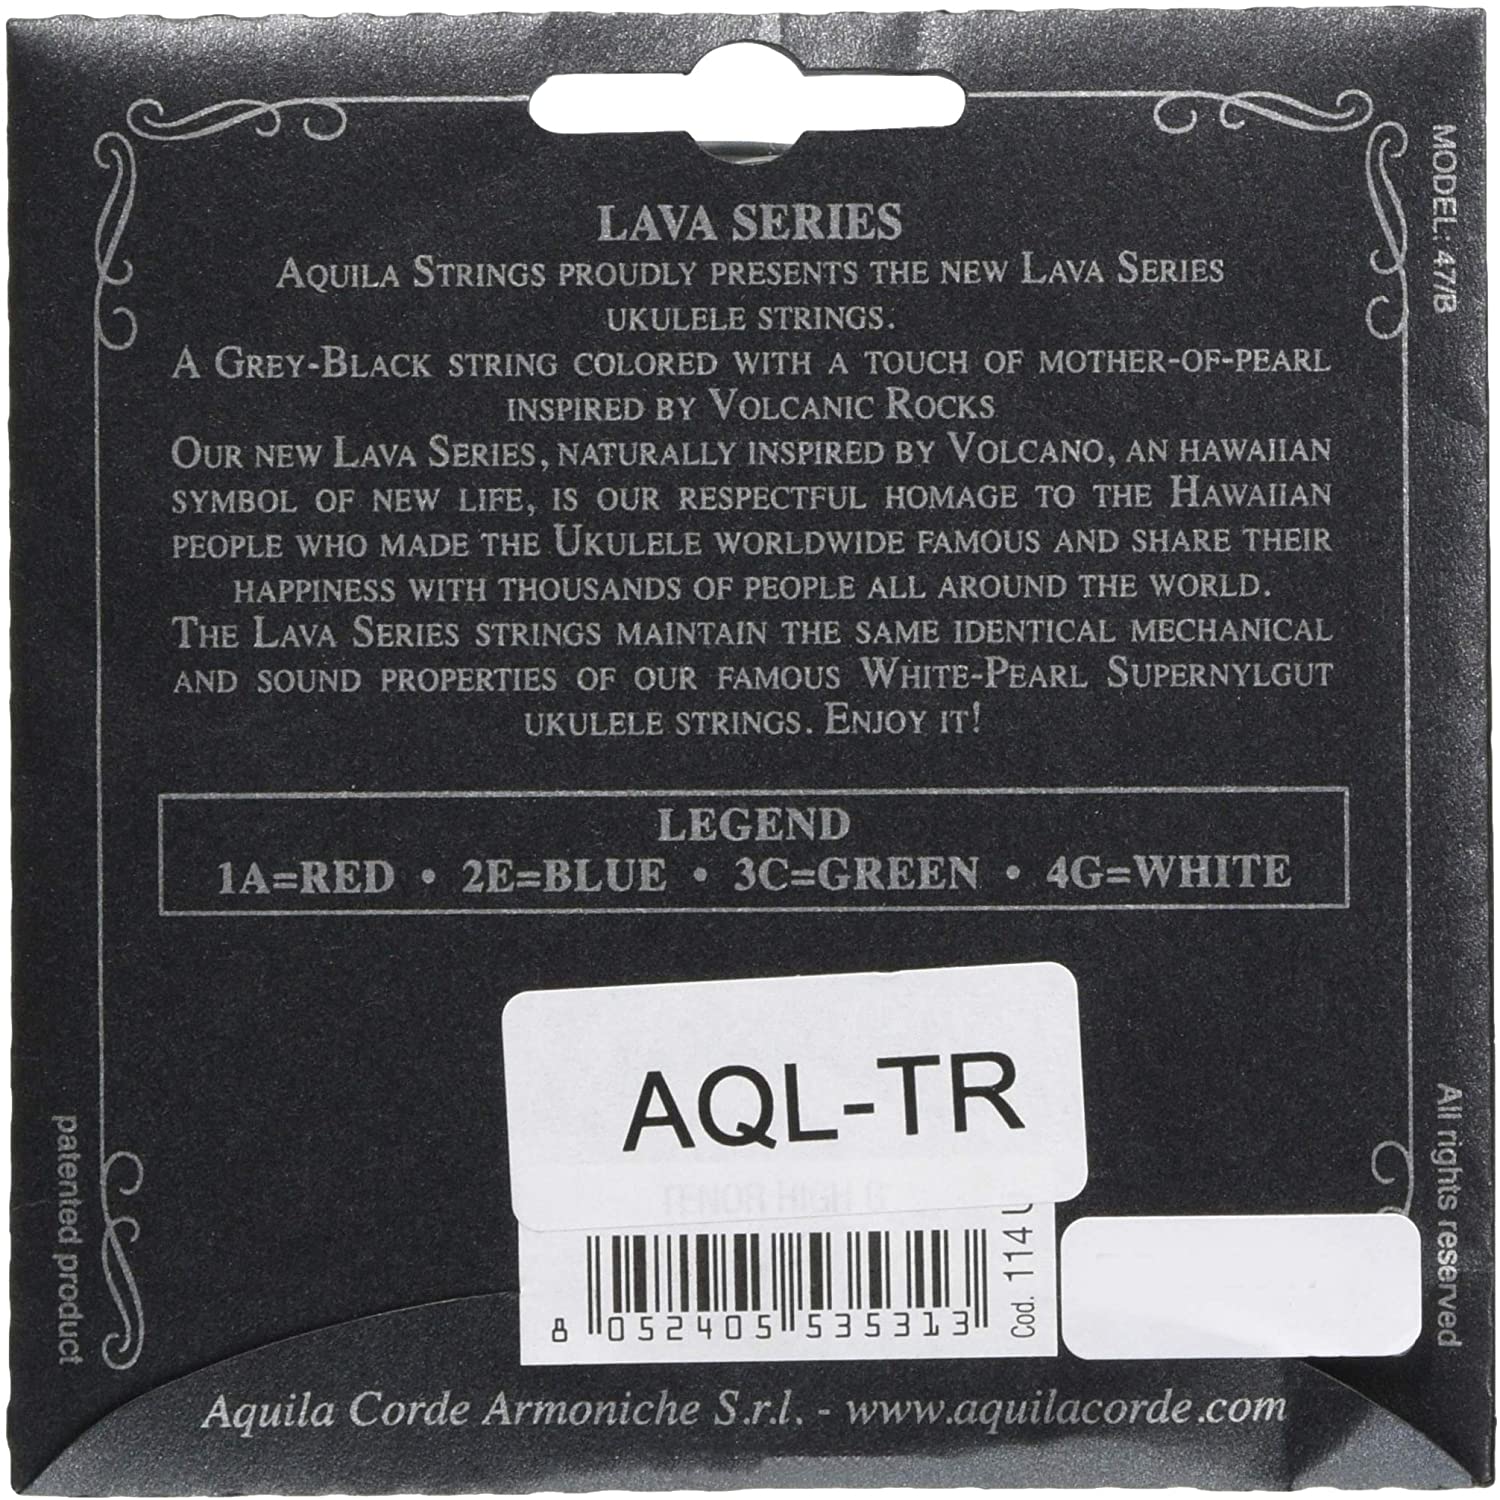 LAVA SERIES
AQUILA STRINGS PROUDLY PRESENTS THE NEW LAVA SERIES
UKULELE STRINGS.
A GREY-BLACK STRING COLORED WITH A TOUCH OF MOTHER-OF-PEARL
INSPIRED BY VOLCANIC ROCKS
OUR NEW LAVA SERIES, NATURALLY INSPIRED BY VOLCANO, AN HAWAIIAN
SYMBOL OF NEW LIFE, IS OUR RESPECTFUL HOMAGE TO THE HAWAIIAN
PEOPLE WHO MADE THE UKULELE WORLDWIDE FAMOUS AND SHARE THEIR
HAPPINESS WITH THOUSANDS OF PEOPLE ALL AROUND THE WORLD.
THE LAVA SERIES STRINGS MAINTAIN THE SAME IDENTICAL MECHANICAL
AND SOUND PROPERTIES OF OUR FAMOUS WHITE-PEARL SUPERNYLGUT
UKULELE STRINGS. ENJOY IT!
MODEL: 477/B
LEGEND
1A=RED • 2E=BLUE • 3C=GREEN • 4G=WHITE
AQL-TR
TENOR HIGH G
8 052405 535313
Cod. 114 U
patented product
All rights reserved
Aquila Corde Armoniche S.r.l. - www.aquilacorde.com